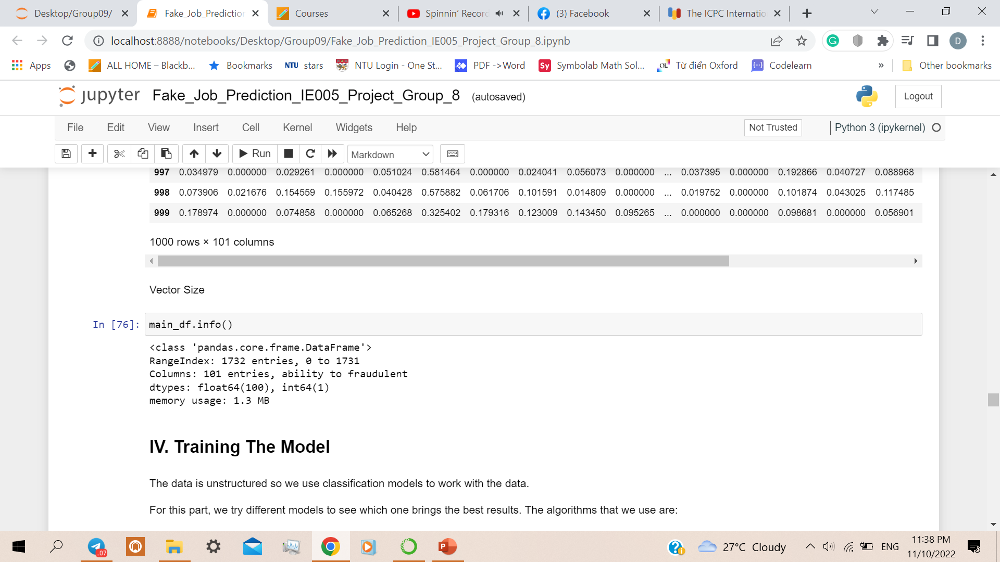 Desktop/Group09/
Fake_Job_Prediction
Courses
Spinnin' Record
(3) Facebook
The ICPC Internatio
localhost:8888/notebooks/Desktop/Group09/Fake_Job_Prediction_IE005_Project_Group_8.ipynb
D
Apps
ALL HOME – Blackb...
Bookmarks
NTU stars
NTU Login - One St...
PDF ->Word
Sy Symbolab Math Sol...
OL Từ điển Oxford
Codelearn
»
Other bookmarks
jupyter Fake_Job_Prediction_IE005_Project_Group_8 (autosaved)
Logout
File Edit View Insert Cell Kernel Widgets Help
Not Trusted
Python 3 (ipykernel)
Run
Markdown
997 0.034979 0.000000 0.029261 0.000000 0.051024 0.581464 0.000000 0.024041 0.056073 0.000000 ... 0.037395 0.000000 0.192866 0.040727 0.088968
998 0.073906 0.021676 0.154559 0.155972 0.040428 0.575882 0.061706 0.101591 0.014809 0.000000 ... 0.019752 0.000000 0.101874 0.043025 0.117485
999 0.178974 0.000000 0.074858 0.000000 0.065268 0.325402 0.179316 0.123009 0.143450 0.095265 ... 0.000000 0.000000 0.098681 0.000000 0.056901
1000 rows × 101 columns
Vector Size
In [76]: main_df.info()
<class 'pandas.core.frame.DataFrame'>
RangeIndex: 1732 entries, 0 to 1731
Columns: 101 entries, ability to fraudulent
dtypes: float64(100), int64(1)
memory usage: 1.3 MB
IV. Training The Model
The data is unstructured so we use classification models to work with the data.
For this part, we try different models to see which one brings the best results. The algorithms that we use are:
..07
P
27°C Cloudy
ENG
11:38 PM
11/10/2022